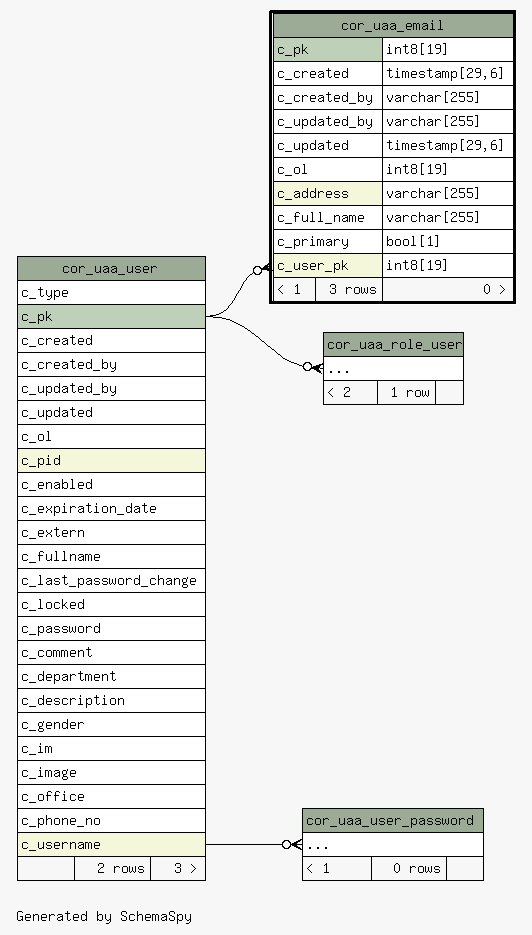 cor_uaa_email
c_pk int8[19]
c_created timestamp[29,6]
c_created_by varchar[255]
c_updated_by varchar[255]
c_updated timestamp[29,6]
c_ol int8[19]
c_address varchar[255]
c_full_name varchar[255]
c_primary bool[1]
c_user_pk int8[19]
< 1 3 rows 0 >
cor_uaa_user
c_type
c_pk
c_created
c_created_by
c_updated_by
c_updated
c_ol
c_pid
c_enabled
c_expiration_date
c_extern
c_fullname
c_last_password_change
c_locked
c_password
c_comment
c_department
c_description
c_gender
c_im
c_image
c_office
c_phone_no
c_username
2 rows 3 >
cor_uaa_role_user
...
< 2 1 row
cor_uaa_user_password
...
< 1 0 rows
Generated by SchemaSpy